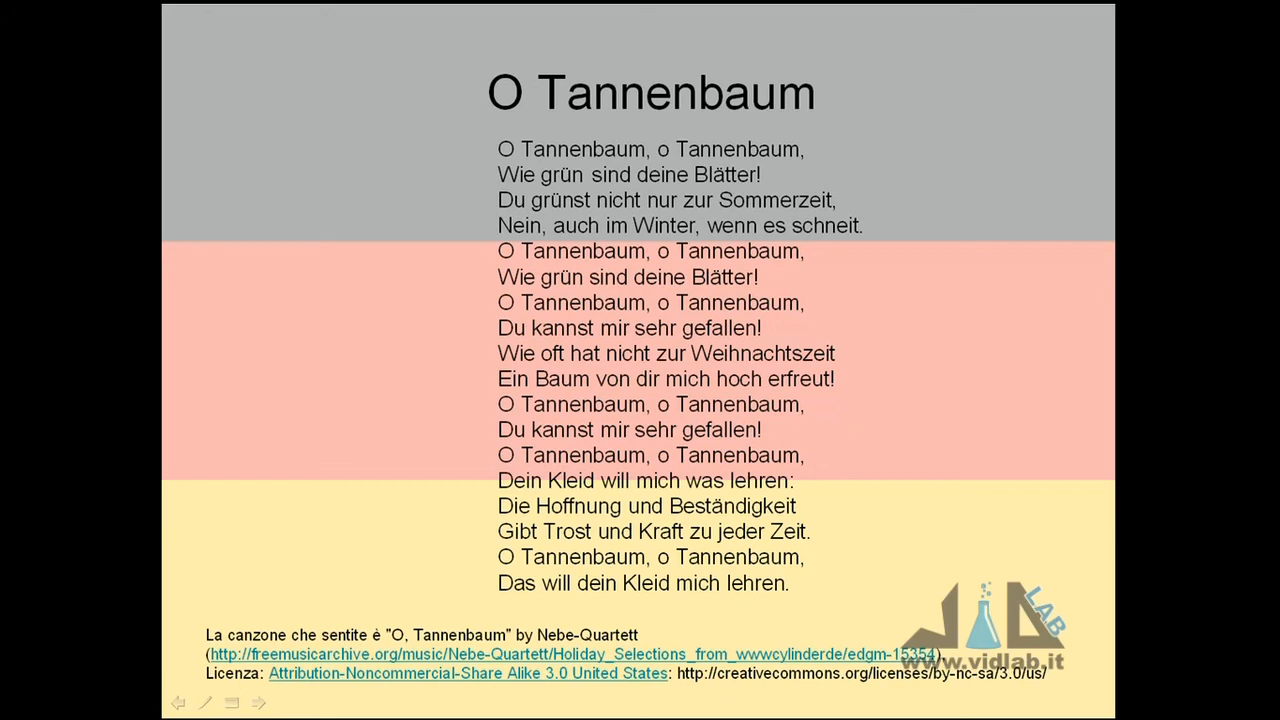 O Tannenbaum
O Tannenbaum, o Tannenbaum,
Wie grün sind deine Blätter!
Du grünst nicht nur zur Sommerzeit,
Nein, auch im Winter, wenn es schneit.
O Tannenbaum, o Tannenbaum,
Wie grün sind deine Blätter!
O Tannenbaum, o Tannenbaum,
Du kannst mir sehr gefallen!
Wie oft hat nicht zur Weihnachtszeit
Ein Baum von dir mich hoch erfreut!
O Tannenbaum, o Tannenbaum,
Du kannst mir sehr gefallen!
O Tannenbaum, o Tannenbaum,
Dein Kleid will mich was lehren:
Die Hoffnung und Beständigkeit
Gibt Trost und Kraft zu jeder Zeit.
O Tannenbaum, o Tannenbaum,
Das will dein Kleid mich lehren.
La canzone che sentite è "O, Tannenbaum" by Nebe-Quartett
(http://freemusicarchive.org/music/Nebe-Quartett/Holiday_Selections_from_wwwcylinderde/edgm-15354)
Licenza: Attribution-Noncommercial-Share Alike 3.0 United States: http://creativecommons.org/licenses/by-nc-sa/3.0/us/
LAB
www.vidlab.it